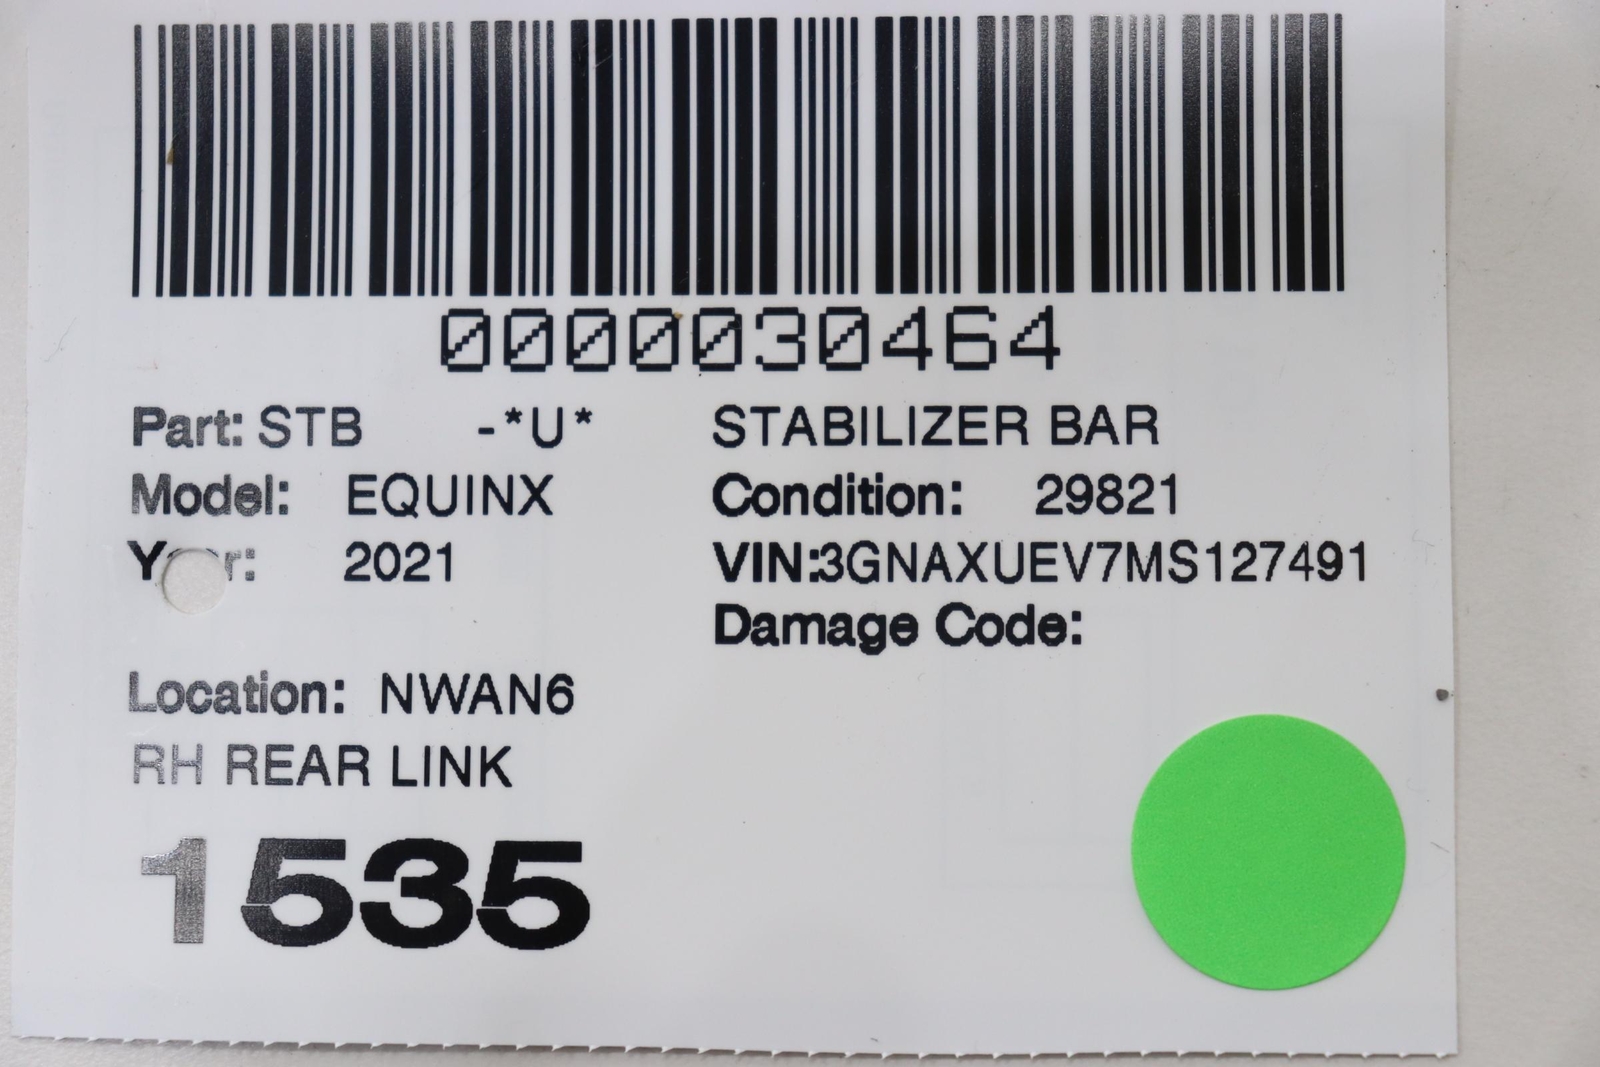 0000030464
Part: STB -*U* STABILIZER BAR
Model: EQUINX Condition: 29821
Year: 2021 VIN:3GNAXUEV7MS127491
Damage Code:
Location: NWAN6
RH REAR LINK
1535